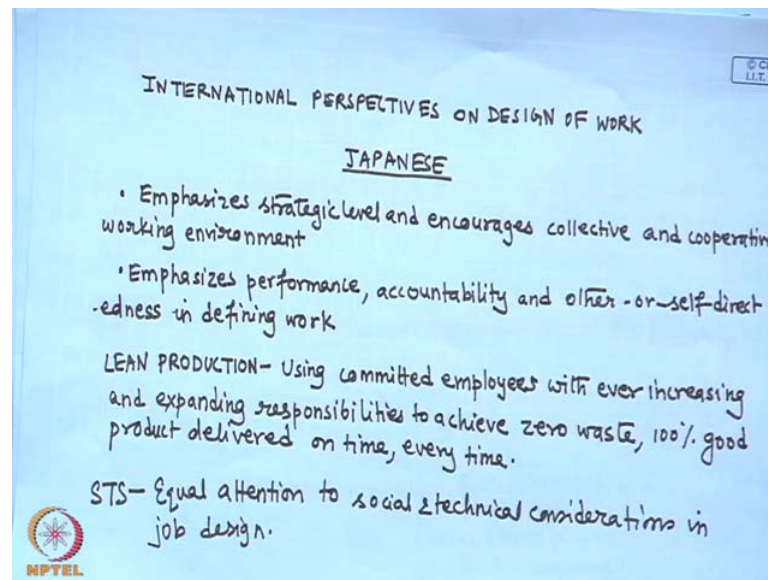 © C
I.I.T.
INTERNATIONAL PERSPECTIVES ON DESIGN OF WORK
JAPANESE
• Emphasizes strategic level and encourages collective and cooperativ
working environment
• Emphasizes performance, accountability and other-or-self-direct
-edness in defining work
LEAN PRODUCTION- Using committed employees with ever increasing
and expanding responsibilities to achieve zero waste, 100% good
product delivered on time, every time.
STS- Equal attention to social & technical considerations in
job design.
NPTEL